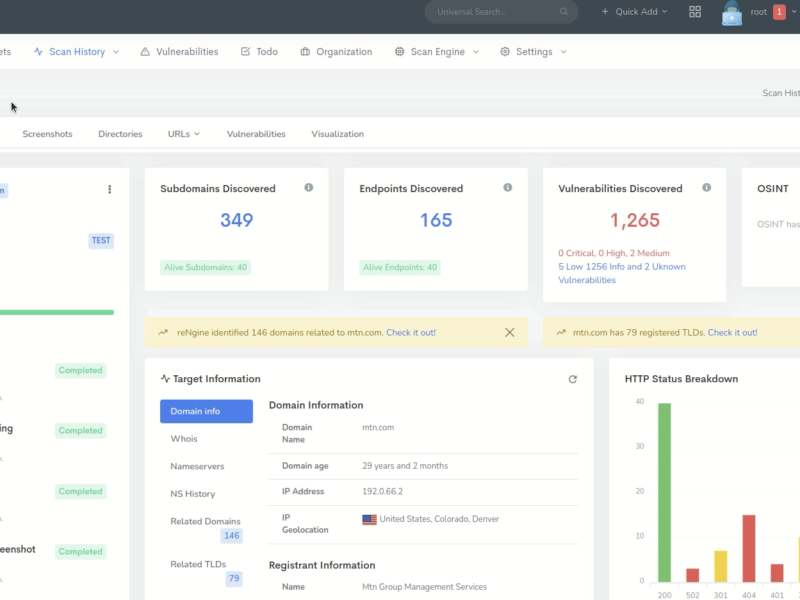 Universal Search...
Quick Add
root
1
ets
Scan History
Vulnerabilities
Todo
Organization
Scan Engine
Settings
Scan Hist
Screenshots
Directories
URLs
Vulnerabilities
Visualization
m
TEST
Completed
ing
Completed
Completed
eenshot
Completed
Subdomains Discovered
349
Alive Subdomains: 40
Endpoints Discovered
165
Alive Endpoints: 40
Vulnerabilities Discovered
1,265
0 Critical, 0 High, 2 Medium
5 Low 1256 Info and 2 Uknown
Vulnerabilities
OSINT
OSINT has
reNgine identified 146 domains related to mtn.com. Check it out!
mtn.com has 79 registered TLDs. Check it out!
Target Information
Domain info
Whois
Nameservers
NS History
Related Domains
146
Related TLDs
79
Domain Information
Domain
Name
mtn.com
Domain age
29 years and 2 months
IP Address
192.0.66.2
IP
Geolocation
United States, Colorado, Denver
Registrant Information
Name
Mtn Group Management Services
HTTP Status Breakdown
40
30
20
10
0
200
502
301
404
401